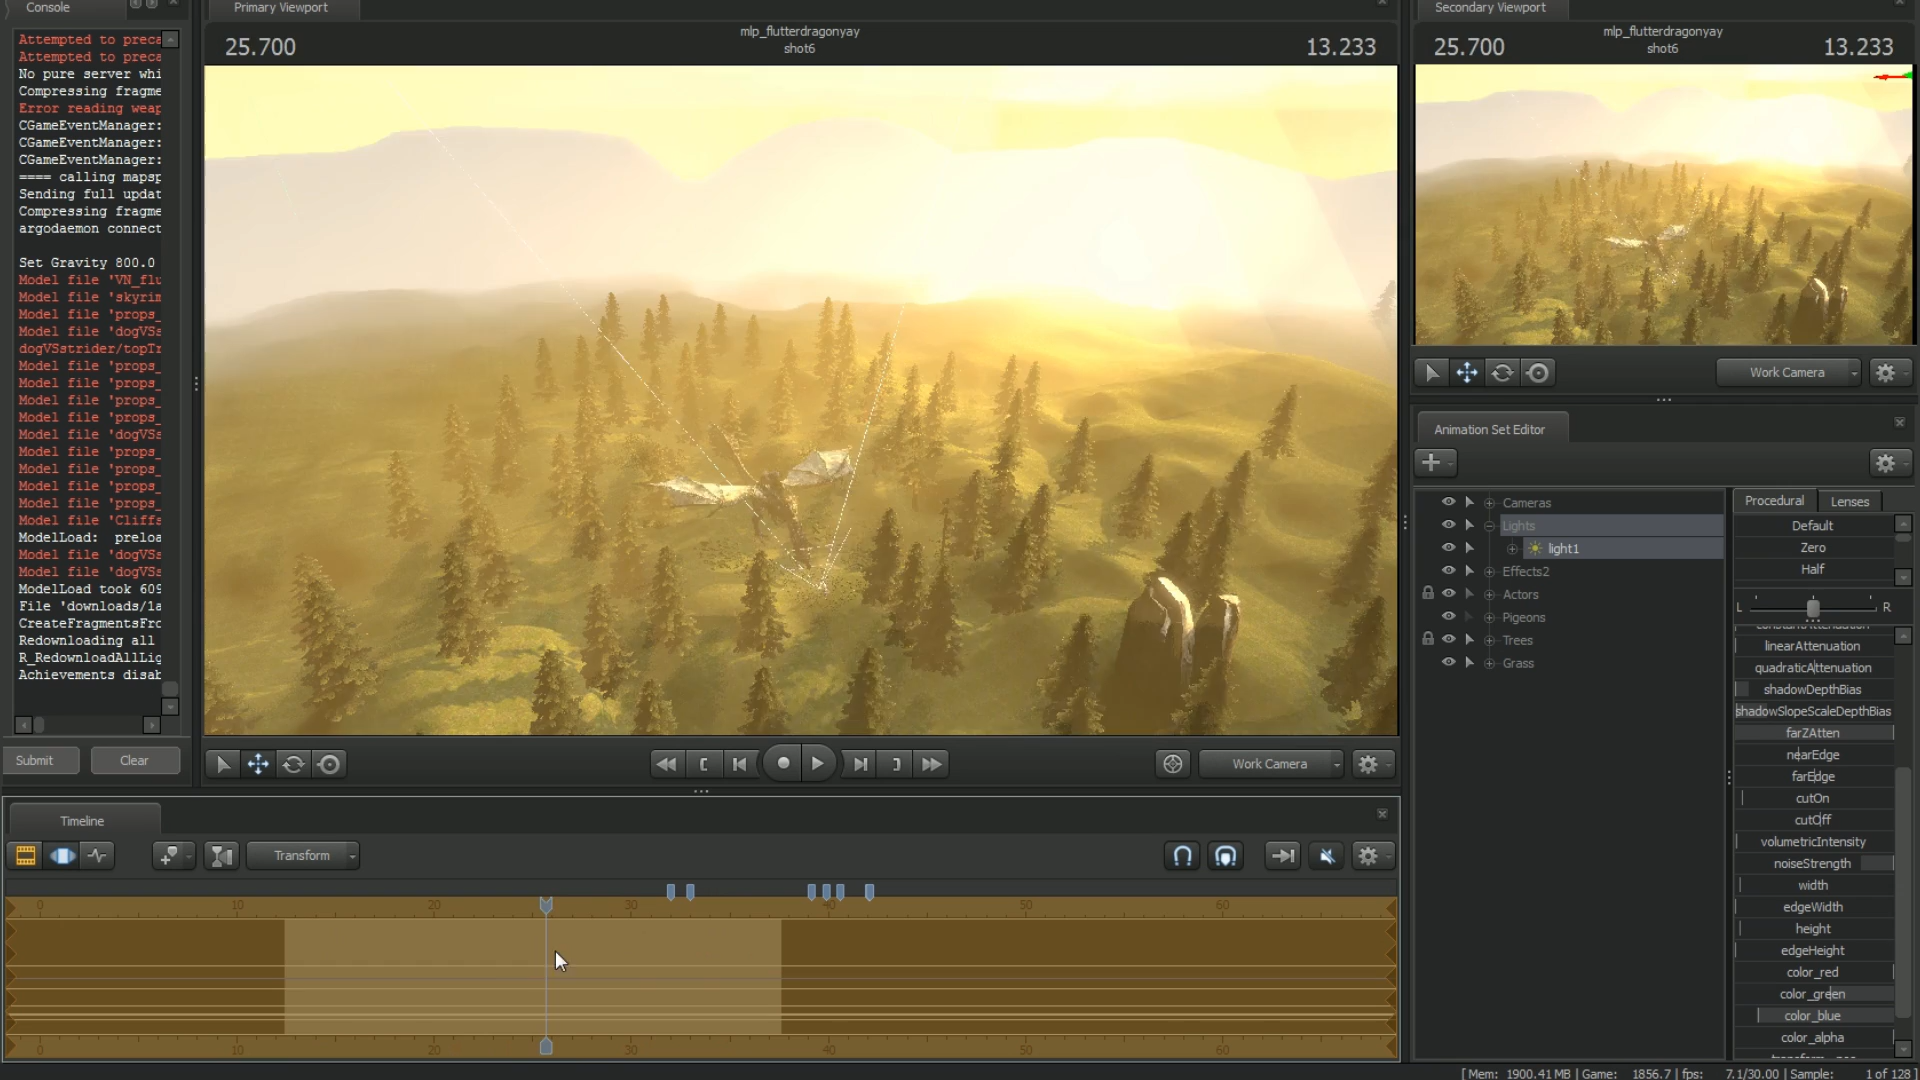 Console
Attempted to preca
Attempted to preca
No pure server whi
Compressing fragme
Error reading weap
CGameEventManager:
CGameEventManager:
CGameEventManager:
==== calling mapsp
Sending full updat
Compressing fragme
argodaemon connect
Set Gravity 800.0
Model file 'VN_flu
Model file 'skyrim
Model file 'props_
Model file 'dogVSs
dogVSstrider/topTr
Model file 'props_
Model file 'props_
Model file 'props_
Model file 'props_
Model file 'dogVSs
Model file 'props_
Model file 'props_
Model file 'props_
Model file 'props_
Model file 'Cliffs
ModelLoad:  preloa
Model file 'dogVSs
Model file 'dogVSs
ModelLoad took 609
File 'downloads/1a
CreateFragmentsFro
Redownloading all
R_RedownloadAllLig
Achievements disab
Submit
Clear
Primary Viewport
25.700
mlp_flutterdragonyay
shot6
13.233
Work Camera
Secondary Viewport
25.700
mlp_flutterdragonyay
shot6
13.233
Work Camera
Animation Set Editor
Cameras
Lights
light1
Effects2
Actors
Pigeons
Trees
Grass
Procedural
Lenses
Default
Zero
Half
L
R
constantAttenuation
linearAttenuation
quadraticAttenuation
shadowDepthBias
shadowSlopeScaleDepthBias
farZAtten
nearEdge
farEdge
cutOn
cutOff
volumetricIntensity
noiseStrength
width
edgeWidth
height
edgeHeight
color_red
color_green
color_blue
color_alpha
Timeline
Transform
0 10 20 30 40 50 60
0 10 20 30 40 50 60
[ Mem: 1900.41 MB | Game: 1856.7 | fps: 7.1/30.00 | Sample: 1 of 128 ]